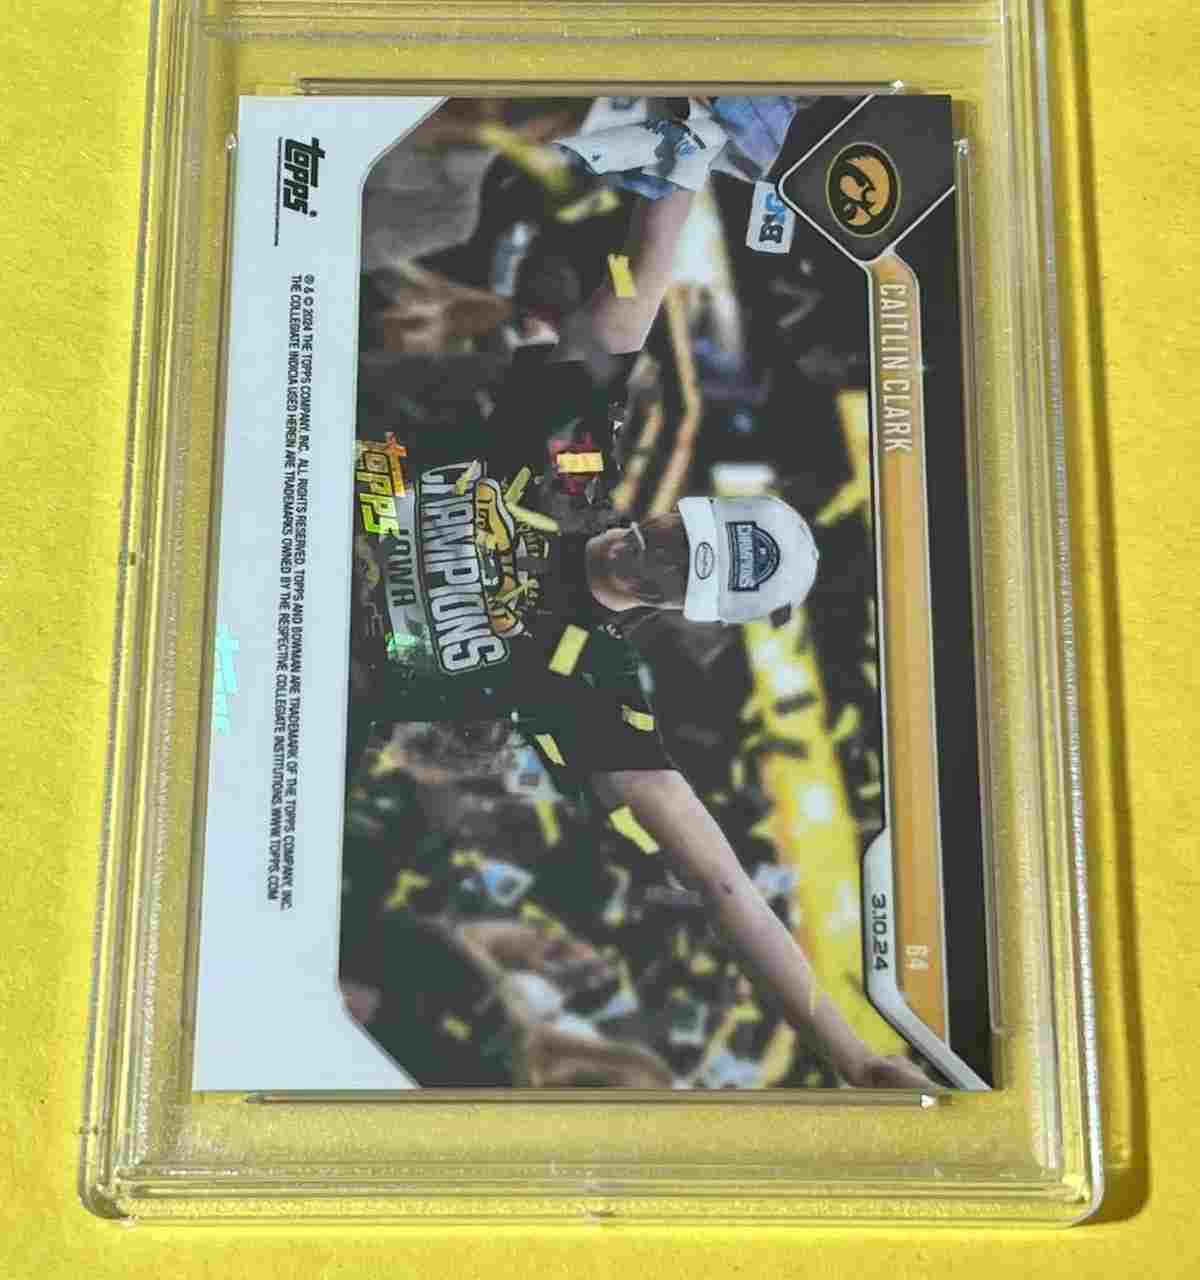 CAITLIN CLARK
64
3.10.24
B1G
CHAMPIONS
CHAMPIONS
IOWA
TOPPS
TOPPS
® & © 2024 THE TOPPS COMPANY, INC. ALL RIGHTS RESERVED. TOPPS AND BOWMAN ARE TRADEMARK OF THE TOPPS COMPANY, INC.
THE COLLEGIATE INDICIA USED HEREIN ARE TRADEMARKS OWNED BY THE RESPECTIVE COLLEGIATE INSTITUTIONS.WWW.TOPPS.COM